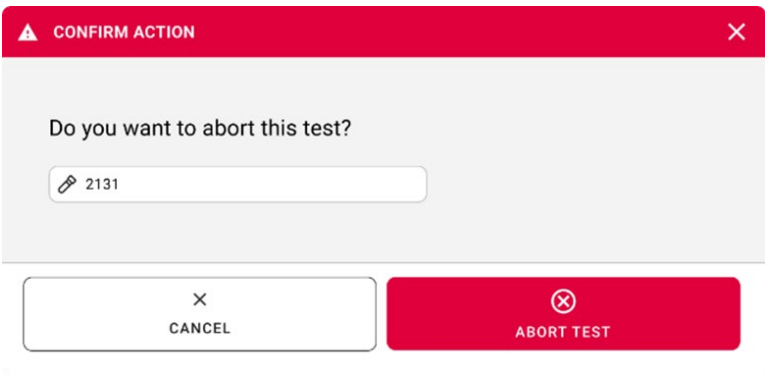 CONFIRM ACTION
Do you want to abort this test?
2131
CANCEL
ABORT TEST